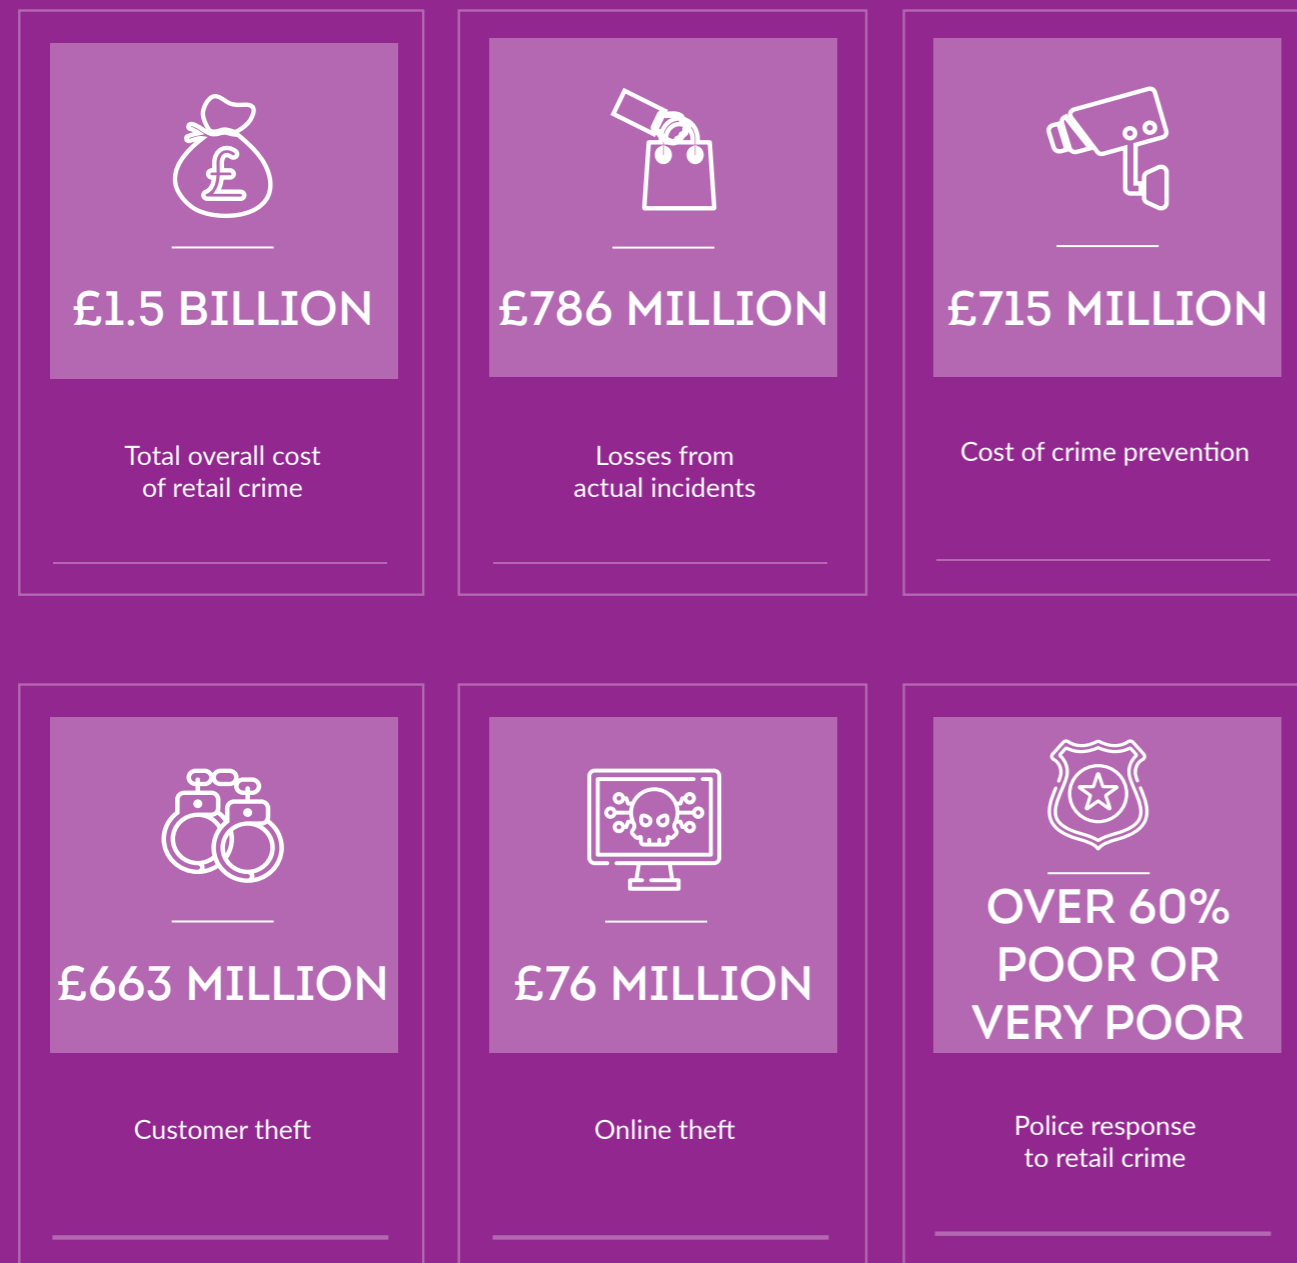 £
£1.5 BILLION
Total overall cost
of retail crime
£786 MILLION
Losses from
actual incidents
£715 MILLION
Cost of crime prevention
£663 MILLION
Customer theft
£76 MILLION
Online theft
OVER 60%
POOR OR
VERY POOR
Police response
to retail crime